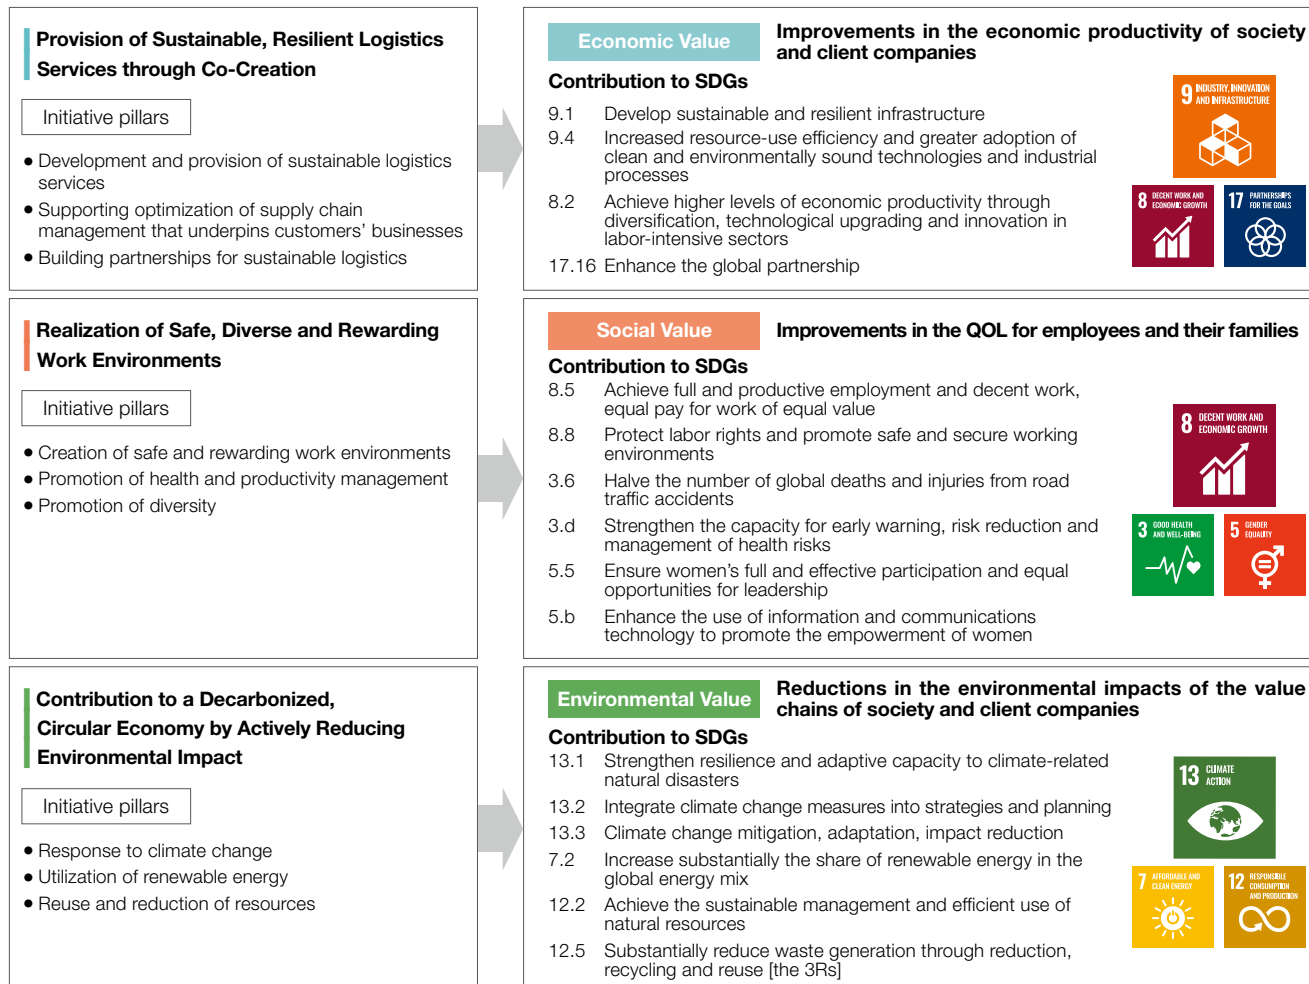 Provision of Sustainable, Resilient Logistics
Services through Co-Creation
Initiative pillars
● Development and provision of sustainable logistics
services
● Supporting optimization of supply chain
management that underpins customers’ businesses
● Building partnerships for sustainable logistics
Economic Value
Improvements in the economic productivity of society
and client companies
Contribution to SDGs
9.1 Develop sustainable and resilient infrastructure
9.4 Increased resource-use efficiency and greater adoption of
clean and environmentally sound technologies and industrial
processes
8.2 Achieve higher levels of economic productivity through
diversification, technological upgrading and innovation in
labor-intensive sectors
17.16 Enhance the global partnership
9 INDUSTRY, INNOVATION
AND INFRASTRUCTURE
8 DECENT WORK AND
ECONOMIC GROWTH
17 PARTNERSHIPS
FOR THE GOALS
Realization of Safe, Diverse and Rewarding
Work Environments
Initiative pillars
● Creation of safe and rewarding work environments
● Promotion of health and productivity management
● Promotion of diversity
Social Value
Improvements in the QOL for employees and their families
Contribution to SDGs
8.5 Achieve full and productive employment and decent work,
equal pay for work of equal value
8.8 Protect labor rights and promote safe and secure working
environments
3.6 Halve the number of global deaths and injuries from road
traffic accidents
3.d Strengthen the capacity for early warning, risk reduction and
management of health risks
5.5 Ensure women’s full and effective participation and equal
opportunities for leadership
5.b Enhance the use of information and communications
technology to promote the empowerment of women
8 DECENT WORK AND
ECONOMIC GROWTH
3 GOOD HEALTH
AND WELL-BEING
5 GENDER
EQUALITY
Contribution to a Decarbonized,
Circular Economy by Actively Reducing
Environmental Impact
Initiative pillars
● Response to climate change
● Utilization of renewable energy
● Reuse and reduction of resources
Environmental Value
Reductions in the environmental impacts of the value
chains of society and client companies
Contribution to SDGs
13.1 Strengthen resilience and adaptive capacity to climate-related
natural disasters
13.2 Integrate climate change measures into strategies and planning
13.3 Climate change mitigation, adaptation, impact reduction
7.2 Increase substantially the share of renewable energy in the
global energy mix
12.2 Achieve the sustainable management and efficient use of
natural resources
12.5 Substantially reduce waste generation through reduction,
recycling and reuse [the 3Rs]
13 CLIMATE
ACTION
7 AFFORDABLE AND
CLEAN ENERGY
12 RESPONSIBLE
CONSUMPTION
AND PRODUCTION